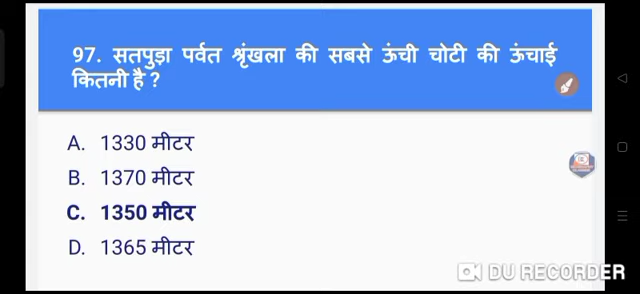 97. सतपुड़ा पर्वत श्रृंखला की सबसे ऊंची चोटी की ऊंचाई
कितनी है ?
A. 1330 मीटर
B. 1370 मीटर
C. 1350 मीटर
D. 1365 मीटर
DU RECORDER